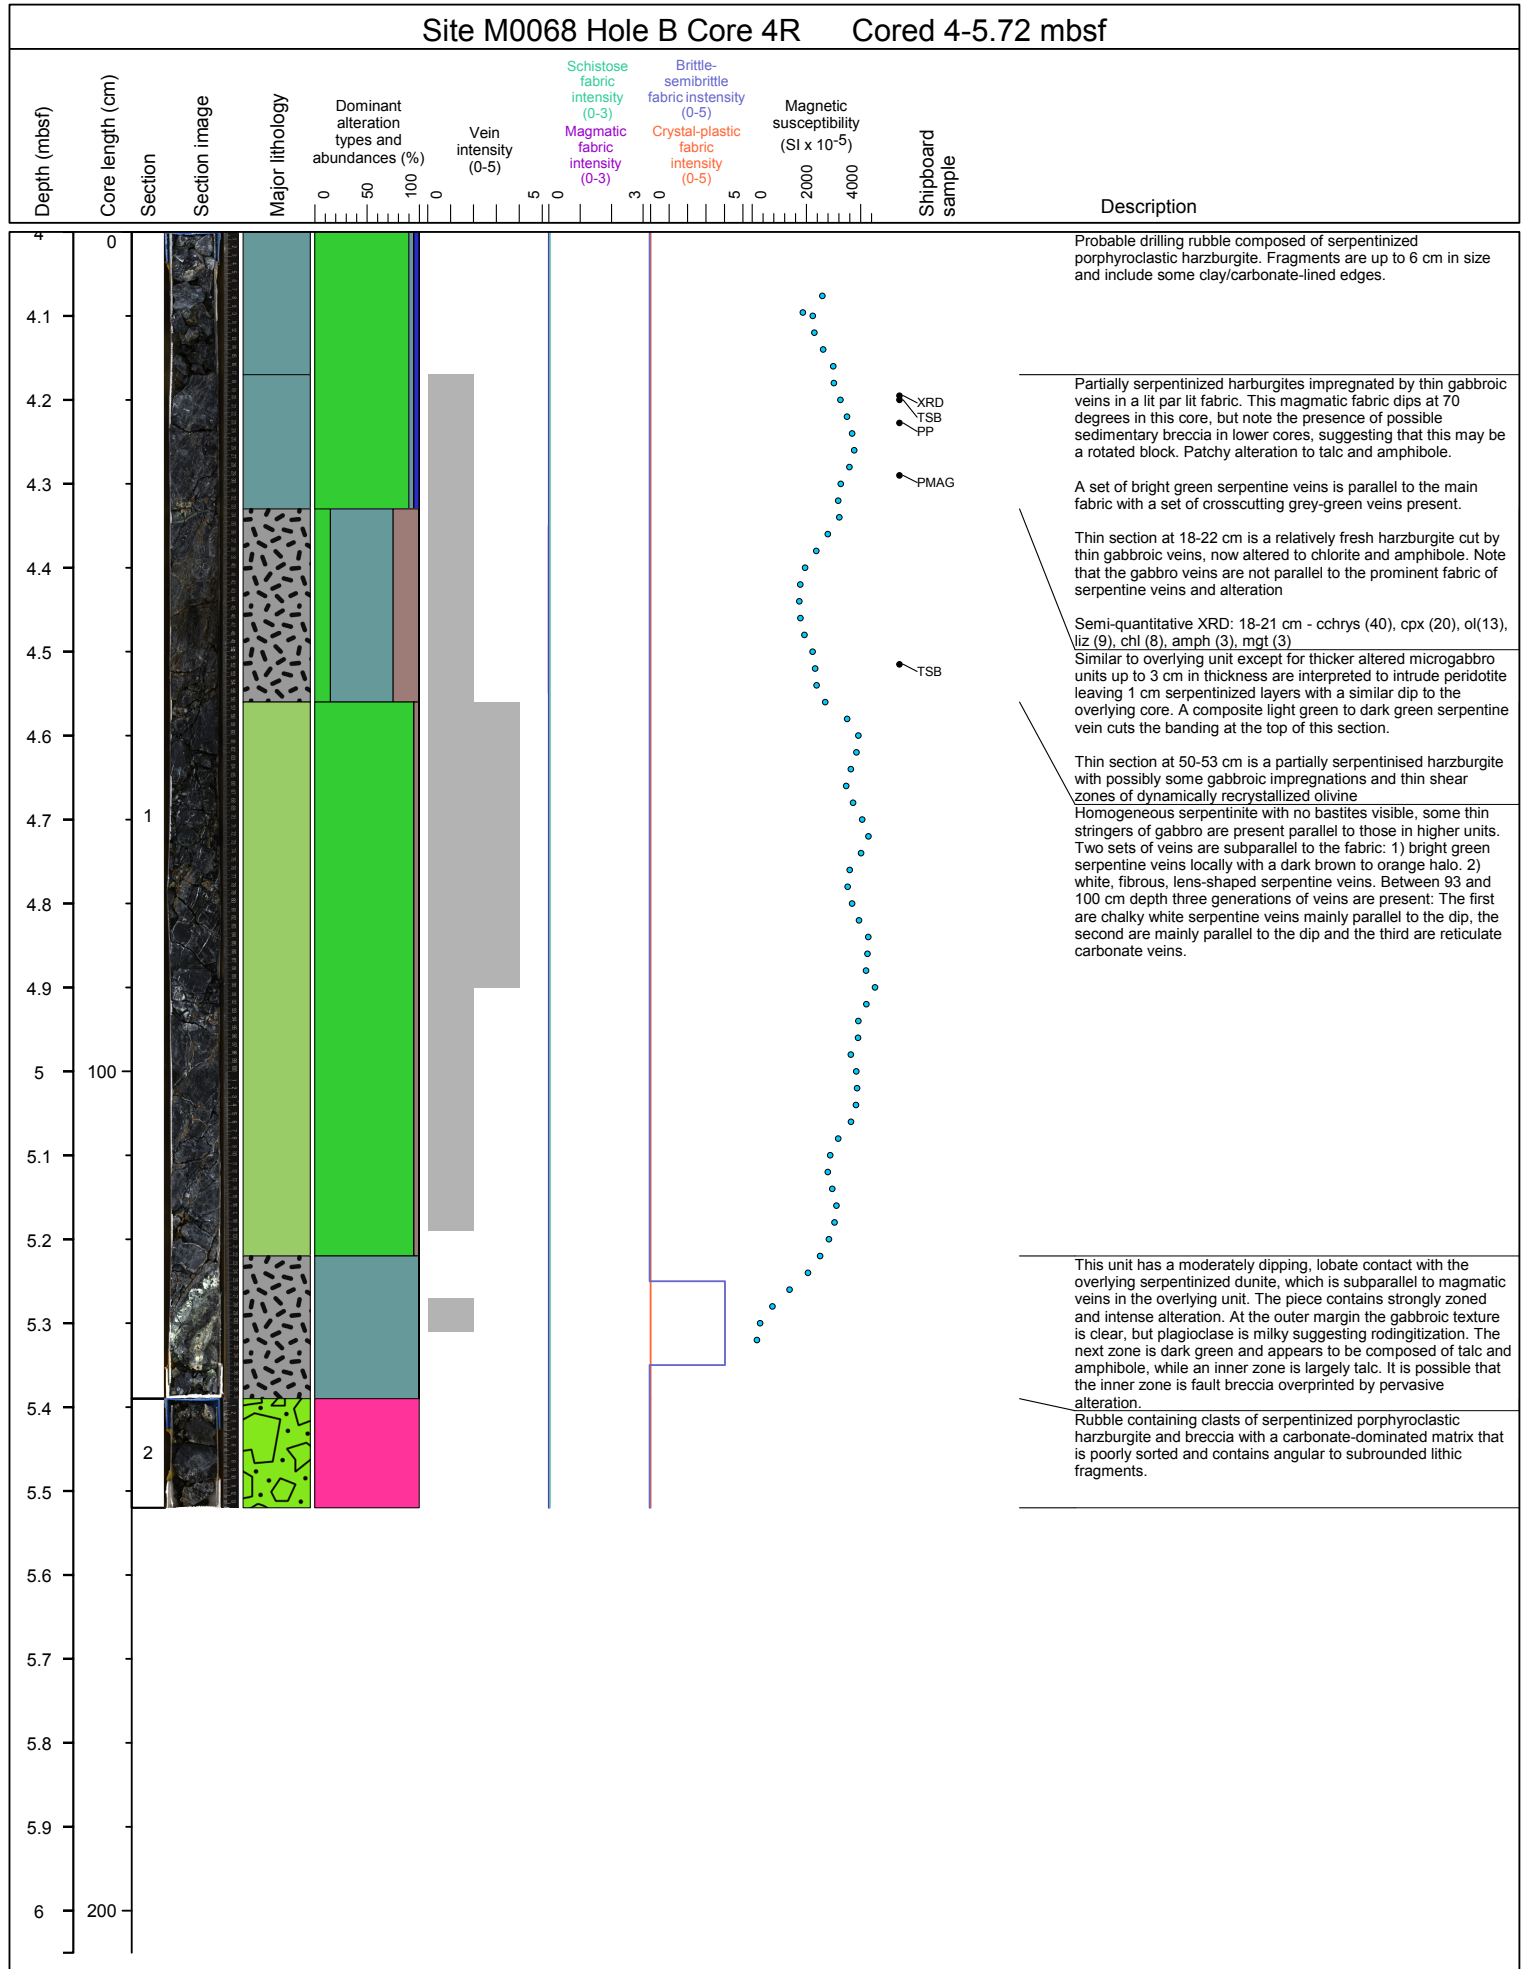 Site M0068 Hole B Core 4R Cored 4-5.72 mbsf
Depth (mbsf)
Core length (cm)
Section
Section image
Major lithology
Dominant
alteration
types and
abundances (%)
0 50 100
Vein
intensity
(0-5)
0 5
Schistose
fabric
intensity
(0-3)
Magmatic
fabric
intensity
(0-3)
0 3
Brittle-
semibrittle
fabric instensity
(0-5)
Crystal-plastic
fabric
intensity
(0-5)
0 5
Magnetic
susceptibility
(SI x 10-5)
0 2000 4000
Shipboard
sample
Description
4
4.1
4.2
4.3
4.4
4.5
4.6
4.7
4.8
4.9
5
5.1
5.2
5.3
5.4
5.5
5.6
5.7
5.8
5.9
6
0
100
200
1
2
XRD
TSB
PP
PMAG
TSB
Probable drilling rubble composed of serpentinized
porphyroclastic harzburgite. Fragments are up to 6 cm in size
and include some clay/carbonate-lined edges.
Partially serpentinized harburgites impregnated by thin gabbroic
veins in a lit par lit fabric. This magmatic fabric dips at 70
degrees in this core, but note the presence of possible
sedimentary breccia in lower cores, suggesting that this may be
a rotated block. Patchy alteration to talc and amphibole.
A set of bright green serpentine veins is parallel to the main
fabric with a set of crosscutting grey-green veins present.
Thin section at 18-22 cm is a relatively fresh harzburgite cut by
thin gabbroic veins, now altered to chlorite and amphibole. Note
that the gabbro veins are not parallel to the prominent fabric of
serpentine veins and alteration
Semi-quantitative XRD: 18-21 cm - cchrys (40), cpx (20), ol(13),
liz (9), chl (8), amph (3), mgt (3)
Similar to overlying unit except for thicker altered microgabbro
units up to 3 cm in thickness are interpreted to intrude peridotite
leaving 1 cm serpentinized layers with a similar dip to the
overlying core. A composite light green to dark green serpentine
vein cuts the banding at the top of this section.
Thin section at 50-53 cm is a partially serpentinised harzburgite
with possibly some gabbroic impregnations and thin shear
zones of dynamically recrystallized olivine
Homogeneous serpentinite with no bastites visible, some thin
stringers of gabbro are present parallel to those in higher units.
Two sets of veins are subparallel to the fabric: 1) bright green
serpentine veins locally with a dark brown to orange halo. 2)
white, fibrous, lens-shaped serpentine veins. Between 93 and
100 cm depth three generations of veins are present: The first
are chalky white serpentine veins mainly parallel to the dip, the
second are mainly parallel to the dip and the third are reticulate
carbonate veins.
This unit has a moderately dipping, lobate contact with the
overlying serpentinized dunite, which is subparallel to magmatic
veins in the overlying unit. The piece contains strongly zoned
and intense alteration. At the outer margin the gabbroic texture
is clear, but plagioclase is milky suggesting rodingitization. The
next zone is dark green and appears to be composed of talc and
amphibole, while an inner zone is largely talc. It is possible that
the inner zone is fault breccia overprinted by pervasive
alteration.
Rubble containing clasts of serpentinized porphyroclastic
harzburgite and breccia with a carbonate-dominated matrix that
is poorly sorted and contains angular to subrounded lithic
fragments.